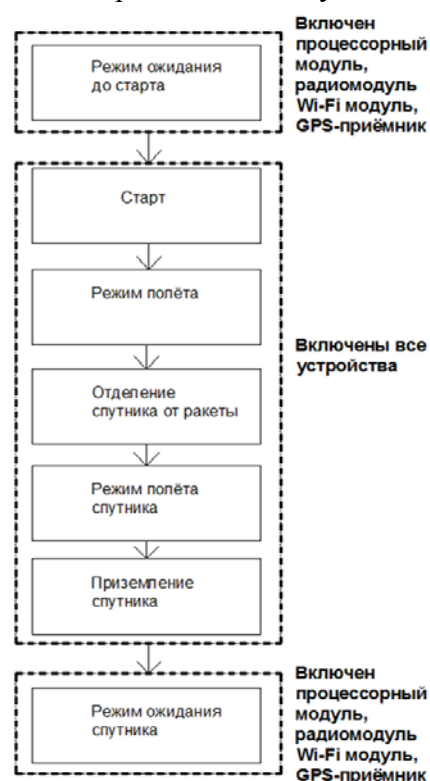 Включен
процессорный
модуль,
радиомодуль
Wi-Fi модуль,
GPS-приёмник
Режим ожидания
до старта
Старт
Режим полёта
Включены все
устройства
Отделение
спутника от ракеты
Режим полёта
спутника
Приземление
спутника
Включен
процессорный
модуль,
радиомодуль
Wi-Fi модуль,
GPS-приёмник
Режим ожидания
спутника